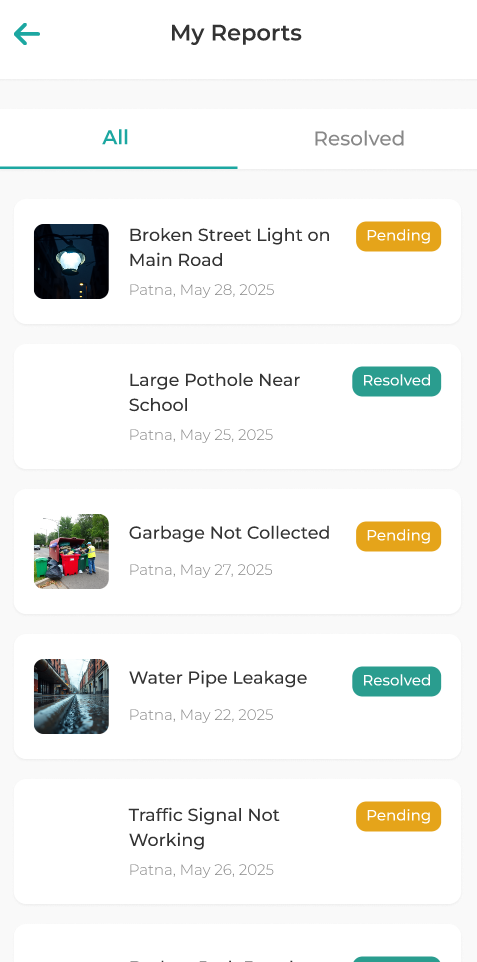 My Reports
All
Resolved
Broken Street Light on
Main Road
Pending
Patna, May 28, 2025
Large Pothole Near
School
Resolved
Patna, May 25, 2025
Garbage Not Collected
Pending
Patna, May 27, 2025
Water Pipe Leakage
Resolved
Patna, May 22, 2025
Traffic Signal Not
Working
Pending
Patna, May 26, 2025